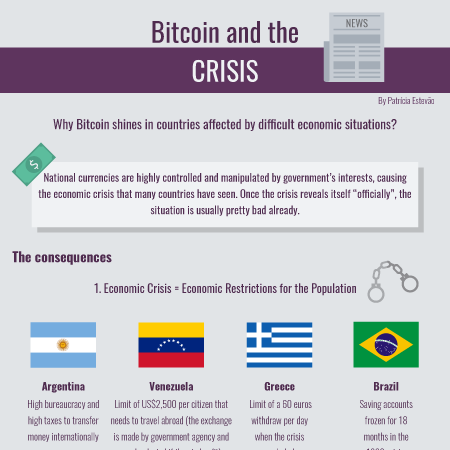 Bitcoin and the
NEWS
CRISIS
By Patrícia Estevão
Why Bitcoin shines in countries affected by difficult economic situations?
National currencies are highly controlled and manipulated by government's interests, causing
the economic crisis that many countries have seen. Once the crisis reveals itself "officially", the
situation is usually pretty bad already.
The consequences
1. Economic Crisis = Economic Restrictions for the Population
Argentina
High bureaucracy and
high taxes to transfer
money internationally
Venezuela
Limit of US$2,500 per citizen that
needs to travel abroad (the exchange
is made by government agency and
Greece
Limit of a 60 euros
withdraw per day
when the crisis
Brazil
Saving accounts
frozen for 18
months in the